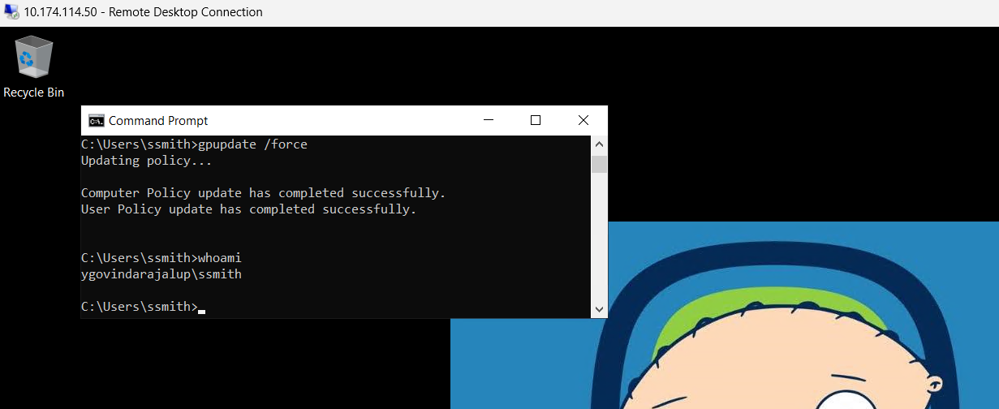 10.174.114.50 - Remote Desktop Connection
Recycle Bin
Command Prompt
C:\Users\ssmith>gpupdate /force
Updating policy...
Computer Policy update has completed successfully.
User Policy update has completed successfully.
C:\Users\ssmith>whoami
ygovindarajalup\ssmith
C:\Users\ssmith>